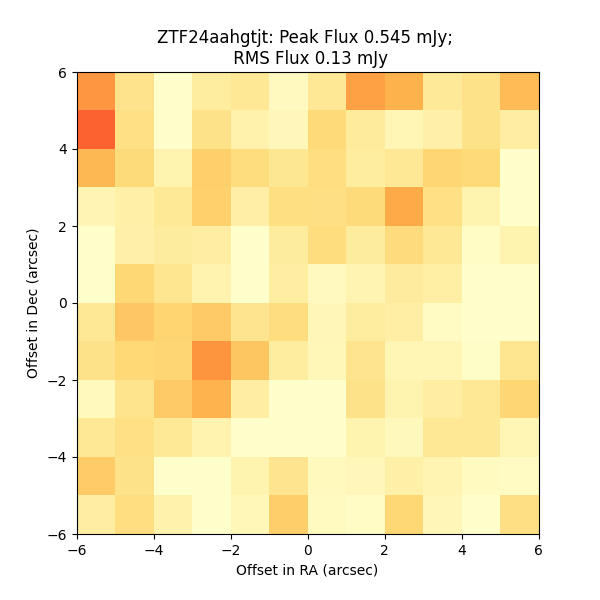 ZTF24aahgtjt: Peak Flux 0.545 mJy;
RMS Flux 0.13 mJy
6
4
2
0
−2
−4
−6
Offset in Dec (arcsec)
−6 −4 −2 0 2 4 6
Offset in RA (arcsec)